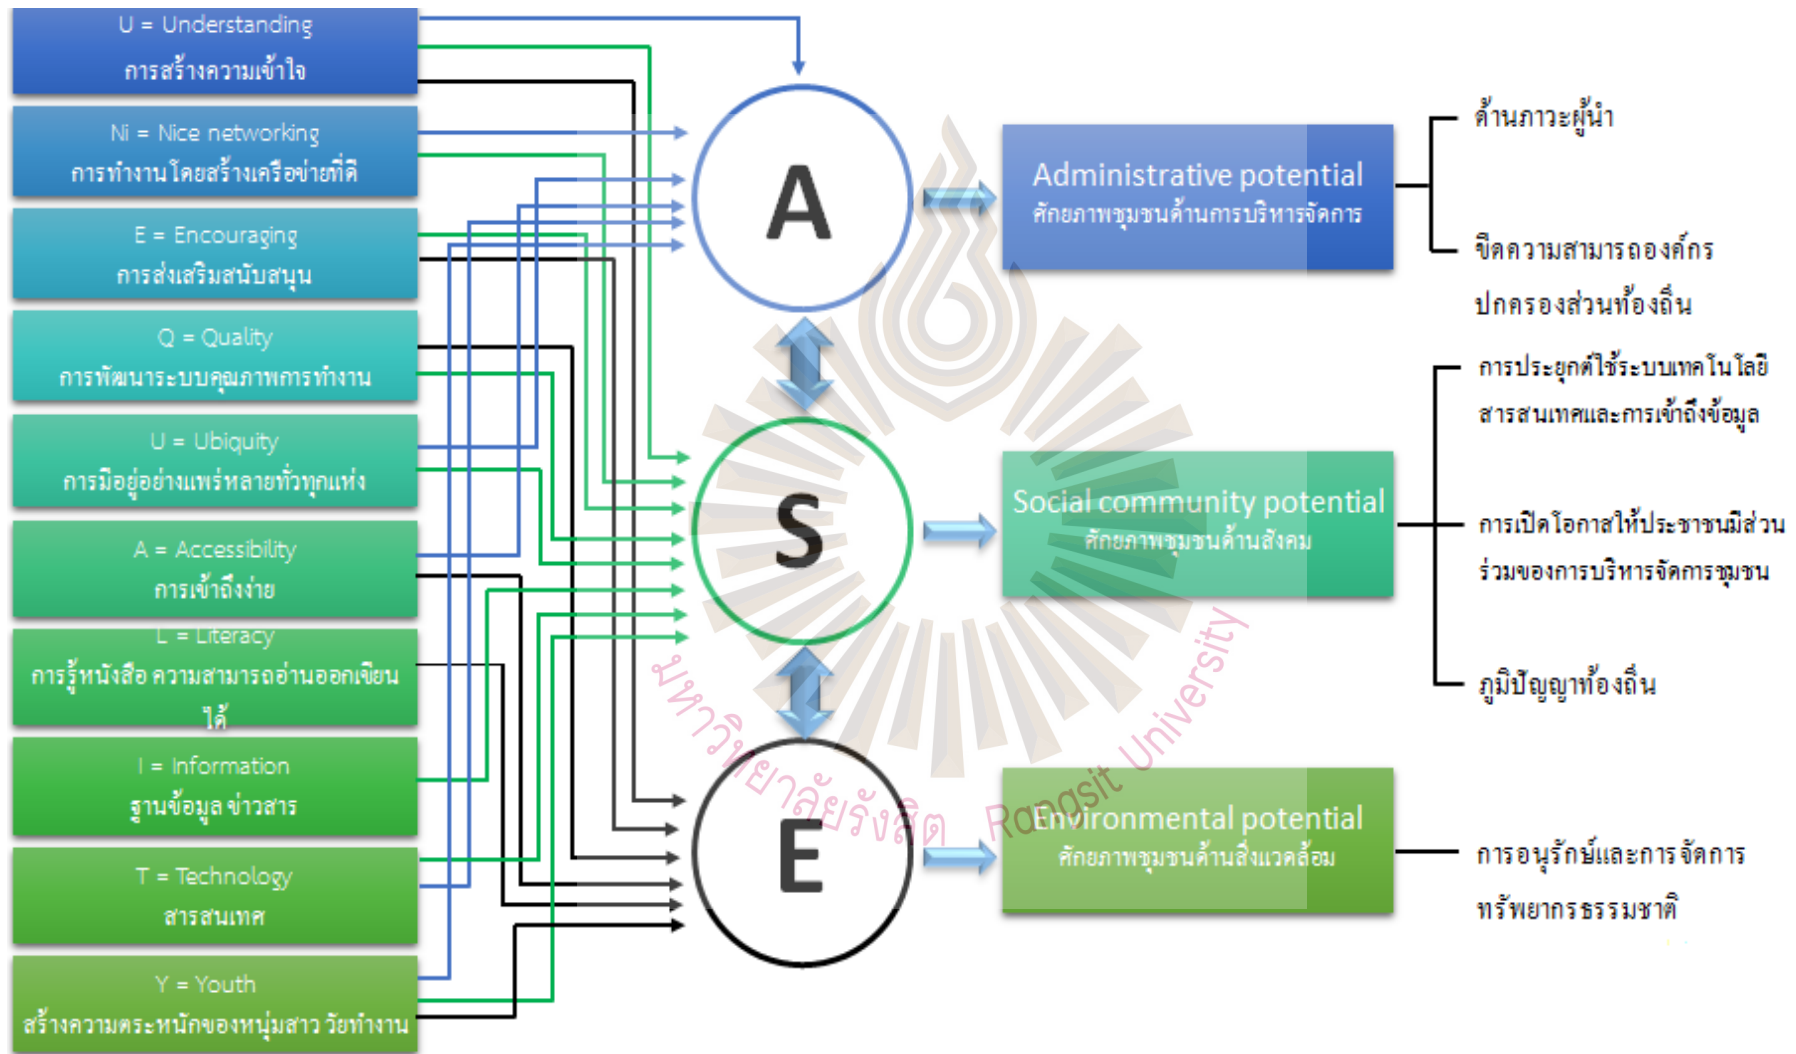 U = Understanding
การสร้างความเข้าใจ
Ni = Nice networking
การทำงานโดยสร้างเครือข่ายที่ดี
E = Encouraging
การส่งเสริมสนับสนุน
Q = Quality
การพัฒนาระบบคุณภาพการทำงาน
U = Ubiquity
การมีอยู่อย่างแพร่หลายทั่วทุกแห่ง
A = Accessibility
การเข้าถึงง่าย
L = Literacy
การรู้หนังสือ ความสามารถอ่านออกเขียน
ได้
I = Information
ฐานข้อมูล ข่าวสาร
T = Technology
สารสนเทศ
Y = Youth
สร้างความตระหนักของหนุ่มสาว วัยทำงาน
A
S
E
Administrative potential
ศักยภาพชุมชนด้านการบริหารจัดการ
Social community potential
ศักยภาพชุมชนด้านสังคม
Environmental potential
ศักยภาพชุมชนด้านสิ่งแวดล้อม
ด้านภาวะผู้นำ
ขีดความสามารถองค์กร
ปกครองส่วนท้องถิ่น
การประยุกต์ใช้ระบบเทคโนโลยี
สารสนเทศและการเข้าถึงข้อมูล
การเปิดโอกาสให้ประชาชนมีส่วน
ร่วมของการบริหารจัดการชุมชน
ภูมิปัญญาท้องถิ่น
การอนุรักษ์และการจัดการ
ทรัพยากรธรรมชาติ
มหาวิทยาลัยรังสิต Rangsit University